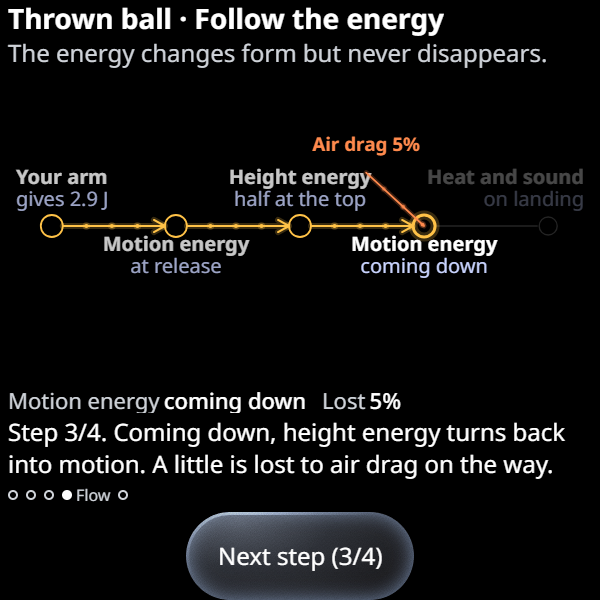 Thrown ball · Follow the energy
The energy changes form but never disappears.
Air drag 5%
Your arm
gives 2.9 J
Height energy
half at the top
Heat and sound
on landing
Motion energy
at release
Motion energy
coming down
Motion energy coming down Lost 5%
Step 3/4. Coming down, height energy turns back
into motion. A little is lost to air drag on the way.
Flow
Next step (3/4)